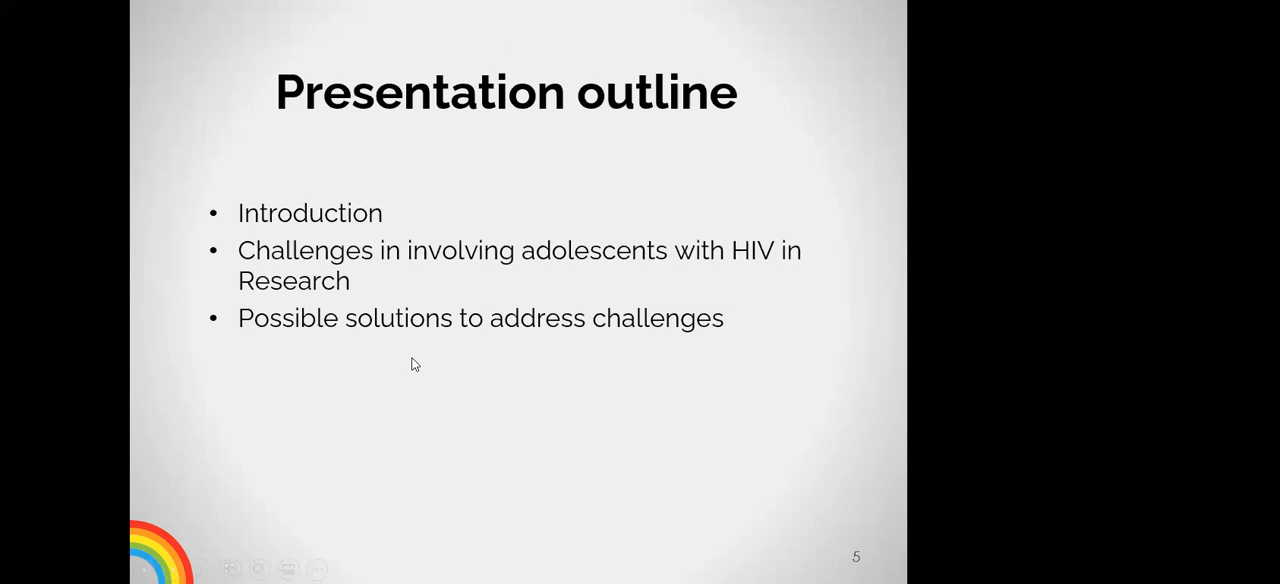 Presentation outline
• Introduction
• Challenges in involving adolescents with HIV in
Research
• Possible solutions to address challenges
5